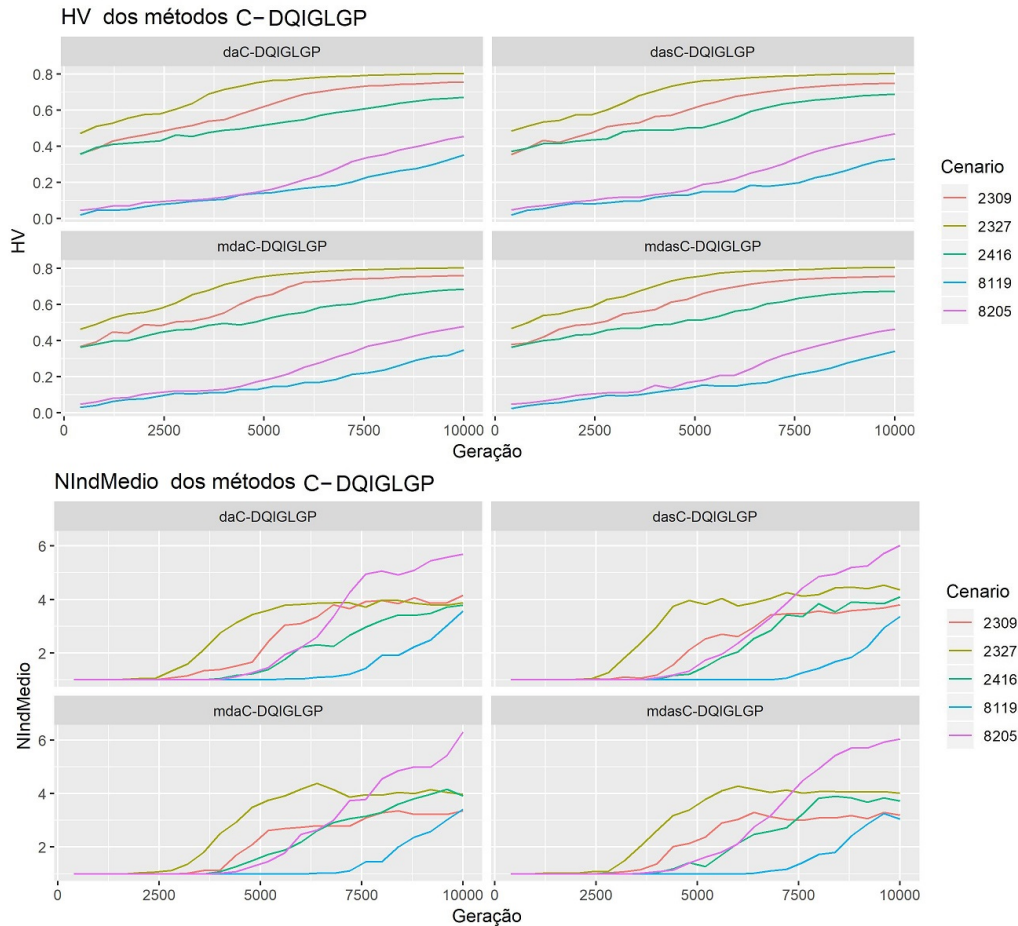 HV dos métodos C-DQIGLGP
daC-DQIGLGP
dasC-DQIGLGP
0.8
0.6
0.4
0.2
0.0
mdaC-DQIGLGP
mdasC-DQIGLGP
0.8
0.6
0.4
0.2
0.0
HV
0
2500
5000
7500
10000
0
2500
5000
7500
10000
Geração
Cenario
2309
2327
2416
8119
8205
NIndMedio dos métodos C-DQIGLGP
daC-DQIGLGP
dasC-DQIGLGP
6
4
2
mdaC-DQIGLGP
mdasC-DQIGLGP
6
4
2
NIndMedio
0
2500
5000
7500
10000
0
2500
5000
7500
10000
Geração
Cenario
2309
2327
2416
8119
8205